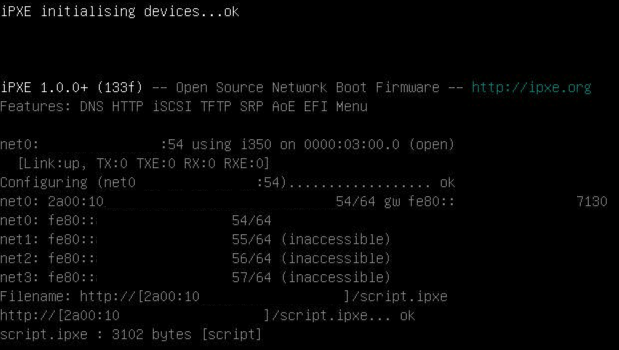 iPXE initialising devices...ok
iPXE 1.0.0+ (133f) -- Open Source Network Boot Firmware -- http://ipxe.org
Features: DNS HTTP iSCSI TFTP SRP AoE EFI Menu
net0: :54 using i350 on 0000:03:00.0 (open)
[Link:up, TX:0 TXE:0 RX:0 RXE:0]
Configuring (net0 :54).................. ok
net0: 2a00:10 54/64 gw fe80:: 7130
net0: fe80:: 54/64
net1: fe80:: 55/64 (inaccessible)
net2: fe80:: 56/64 (inaccessible)
net3: fe80:: 57/64 (inaccessible)
Filename: http://[2a00:10 ]/script.ipxe
http://[2a00:10 ]/script.ipxe... ok
script.ipxe : 3102 bytes [script]